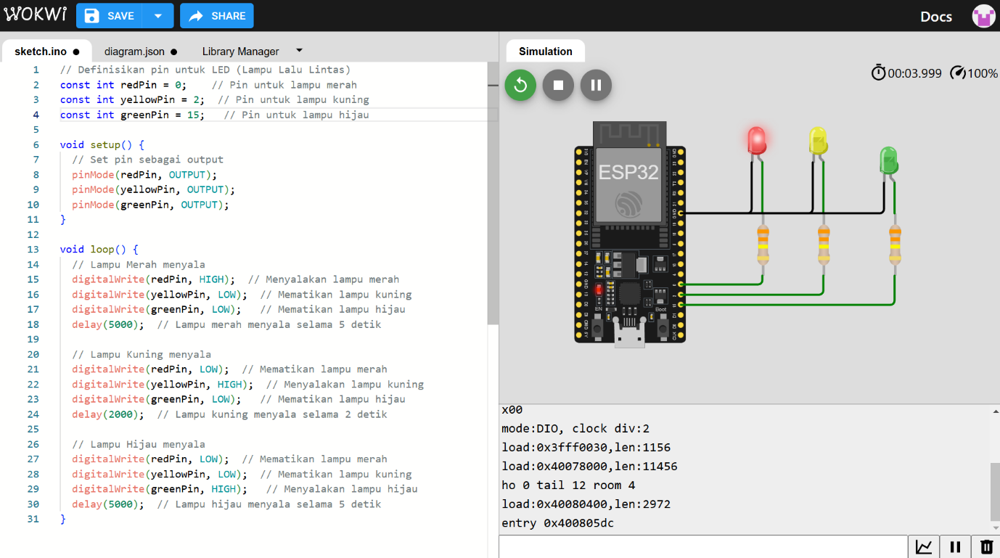 WOKWI SAVE SHARE Docs
sketch.ino diagram.json Library Manager
1 // Definisikan pin untuk LED (Lampu Lalu Lintas)
2 const int redPin = 0; // Pin untuk lampu merah
3 const int yellowPin = 2; // Pin untuk lampu kuning
4 const int greenPin = 15; // Pin untuk lampu hijau
5
6 void setup() {
7 // Set pin sebagai output
8 pinMode(redPin, OUTPUT);
9 pinMode(yellowPin, OUTPUT);
10 pinMode(greenPin, OUTPUT);
11 }
12
13 void loop() {
14 // Lampu Merah menyala
15 digitalWrite(redPin, HIGH); // Menyalakan lampu merah
16 digitalWrite(yellowPin, LOW); // Mematikan lampu kuning
17 digitalWrite(greenPin, LOW); // Mematikan lampu hijau
18 delay(5000); // Lampu merah menyala selama 5 detik
19
20 // Lampu Kuning menyala
21 digitalWrite(redPin, LOW); // Mematikan lampu merah
22 digitalWrite(yellowPin, HIGH); // Menyalakan lampu kuning
23 digitalWrite(greenPin, LOW); // Mematikan lampu hijau
24 delay(2000); // Lampu kuning menyala selama 2 detik
25
26 // Lampu Hijau menyala
27 digitalWrite(redPin, LOW); // Mematikan lampu merah
28 digitalWrite(yellowPin, LOW); // Mematikan lampu kuning
29 digitalWrite(greenPin, HIGH); // Menyalakan lampu hijau
30 delay(5000); // Lampu hijau menyala selama 5 detik
31 }
Simulation
00:03.999 100%
ESP32
EN Boot
x00
mode:DIO, clock div:2
load:0x3fff0030,len:1156
load:0x40078000,len:11456
ho 0 tail 12 room 4
load:0x40080400,len:2972
entry 0x400805dc